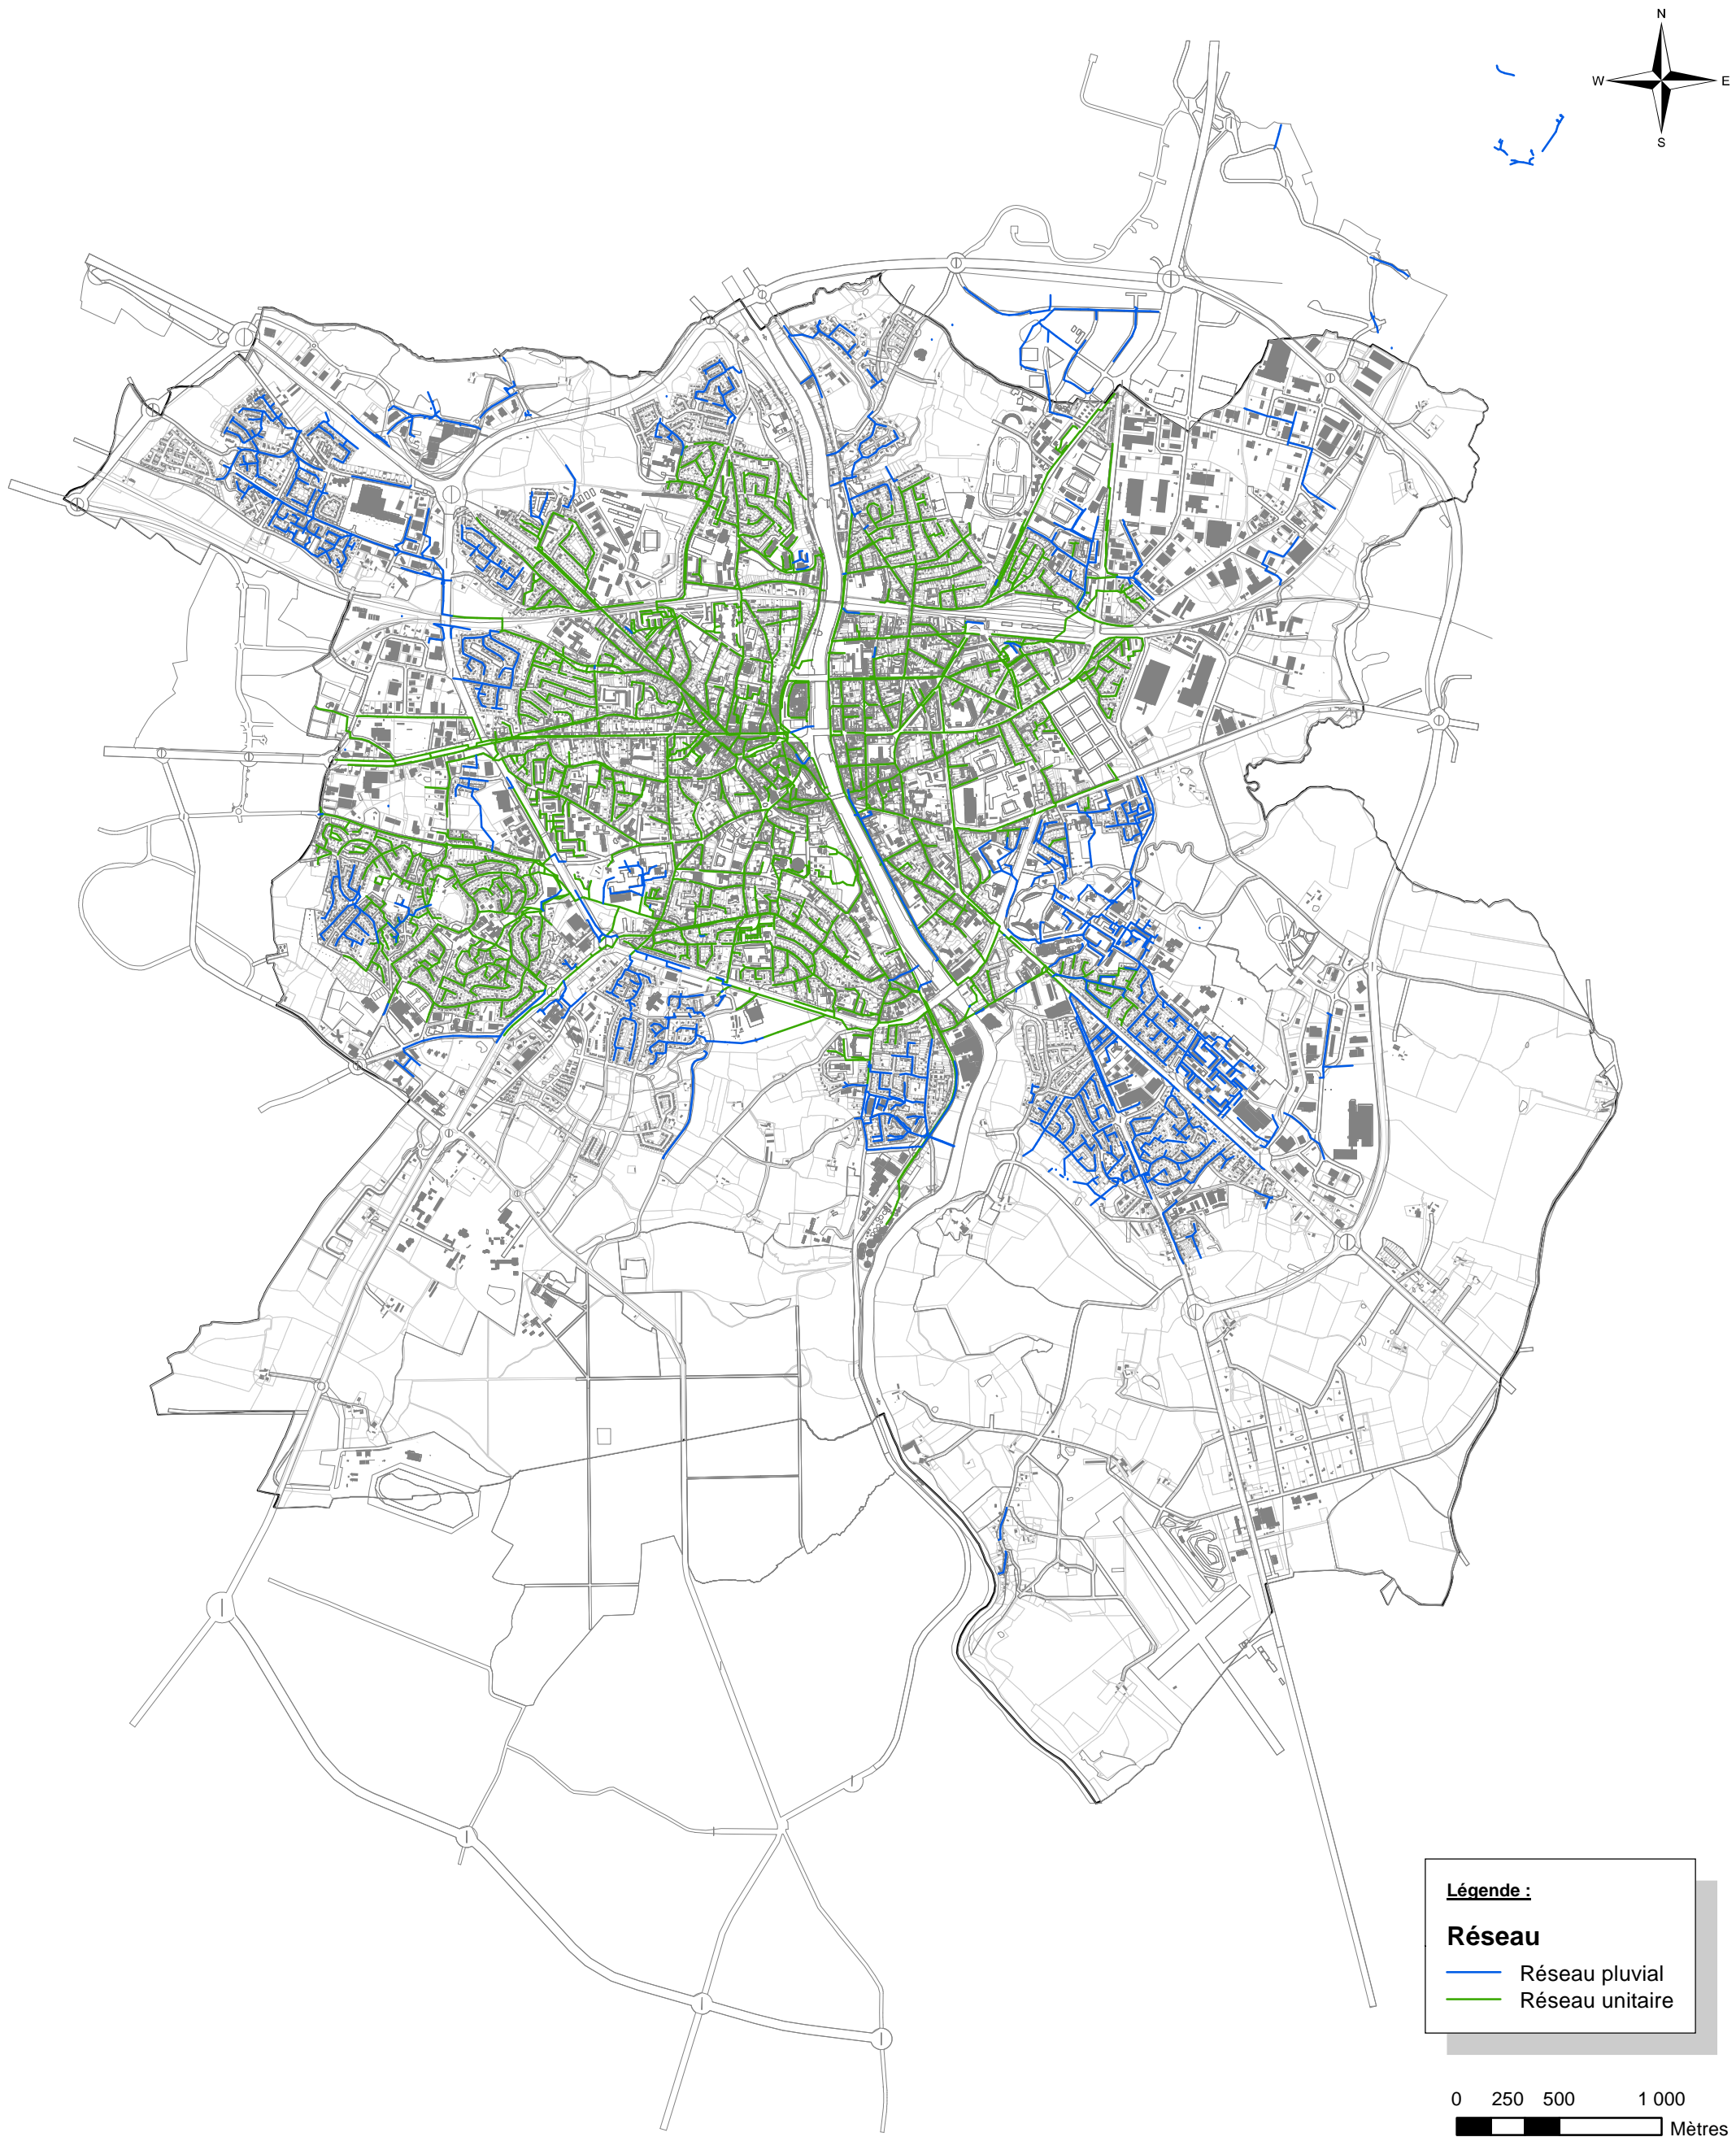 N
W E
S
Légende :
Réseau
Réseau pluvial
Réseau unitaire
0 250 500 1 000
Mètres